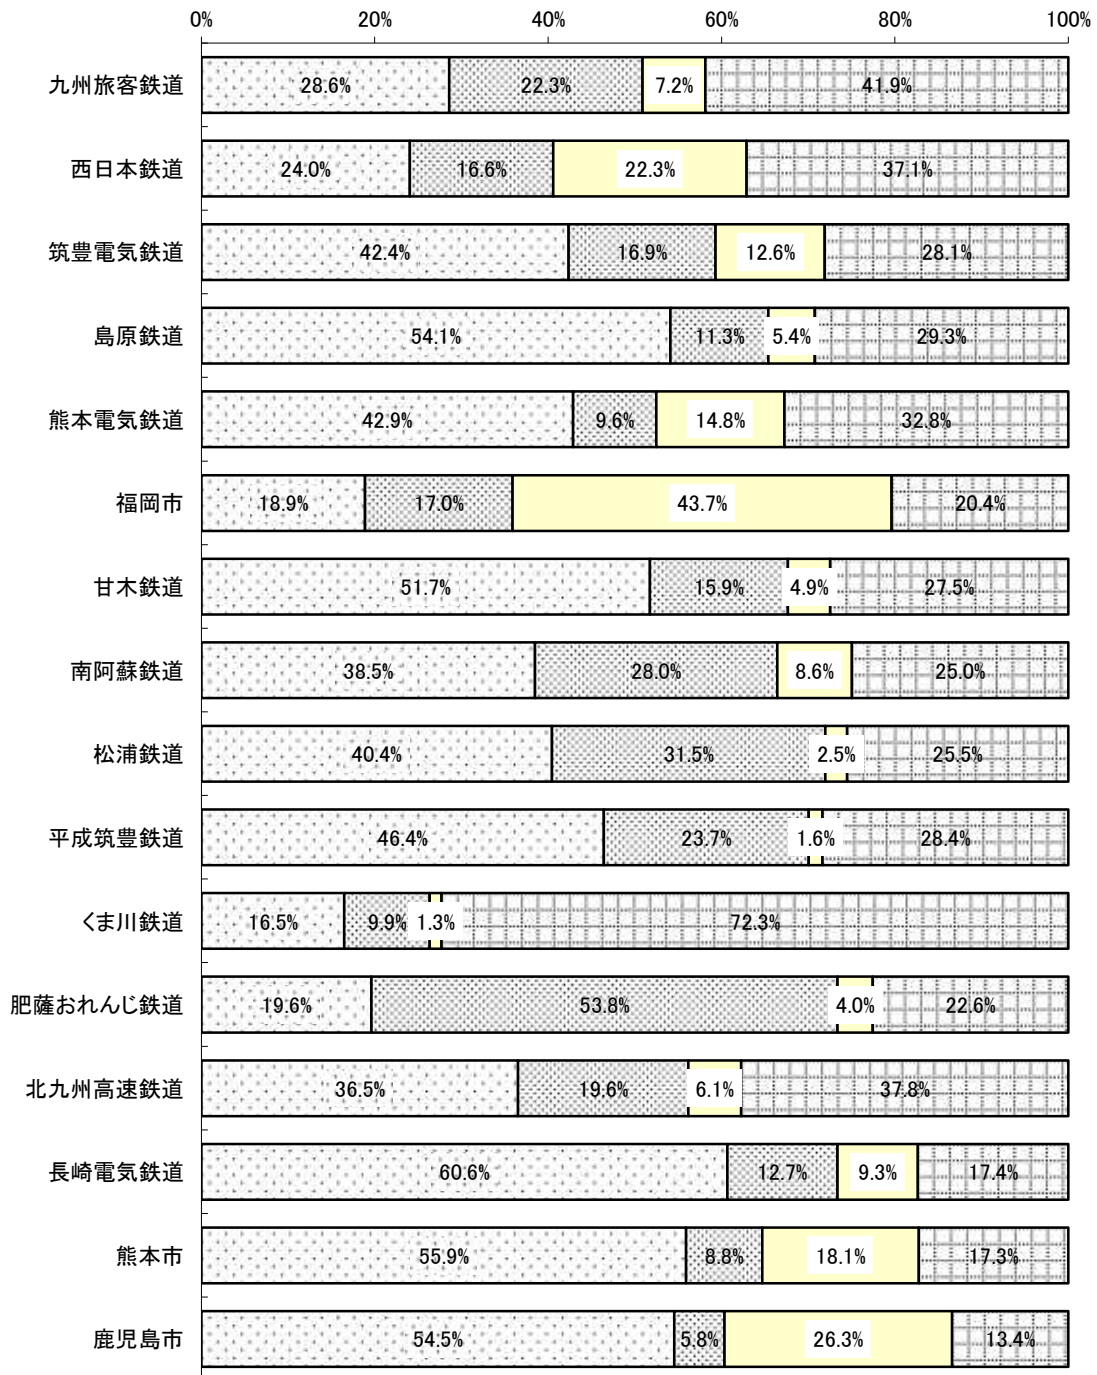 0% 20% 40% 60% 80% 100%
九州旅客鉄道 28.6% 22.3% 7.2% 41.9%
西日本鉄道 24.0% 16.6% 22.3% 37.1%
筑豊電気鉄道 42.4% 16.9% 12.6% 28.1%
島原鉄道 54.1% 11.3% 5.4% 29.3%
熊本電気鉄道 42.9% 9.6% 14.8% 32.8%
福岡市 18.9% 17.0% 43.7% 20.4%
甘木鉄道 51.7% 15.9% 4.9% 27.5%
南阿蘇鉄道 38.5% 28.0% 8.6% 25.0%
松浦鉄道 40.4% 31.5% 2.5% 25.5%
平成筑豊鉄道 46.4% 23.7% 1.6% 28.4%
くま川鉄道 16.5% 9.9% 1.3% 72.3%
肥薩おれんじ鉄道 19.6% 53.8% 4.0% 22.6%
北九州高速鉄道 36.5% 19.6% 6.1% 37.8%
長崎電気鉄道 60.6% 12.7% 9.3% 17.4%
熊本市 55.9% 8.8% 18.1% 17.3%
鹿児島市 54.5% 5.8% 26.3% 13.4%